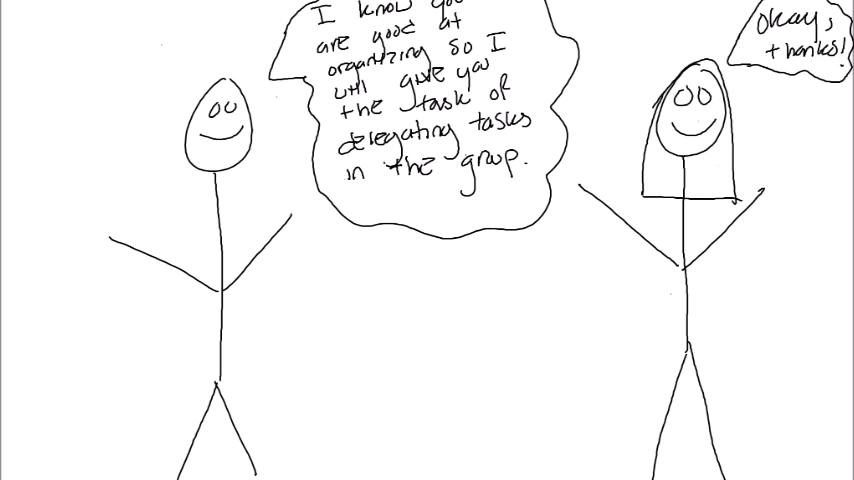 I know you
are good at
organizing so I
will give you
the task of
delegating tasks
in the group.
Okay,
thanks!